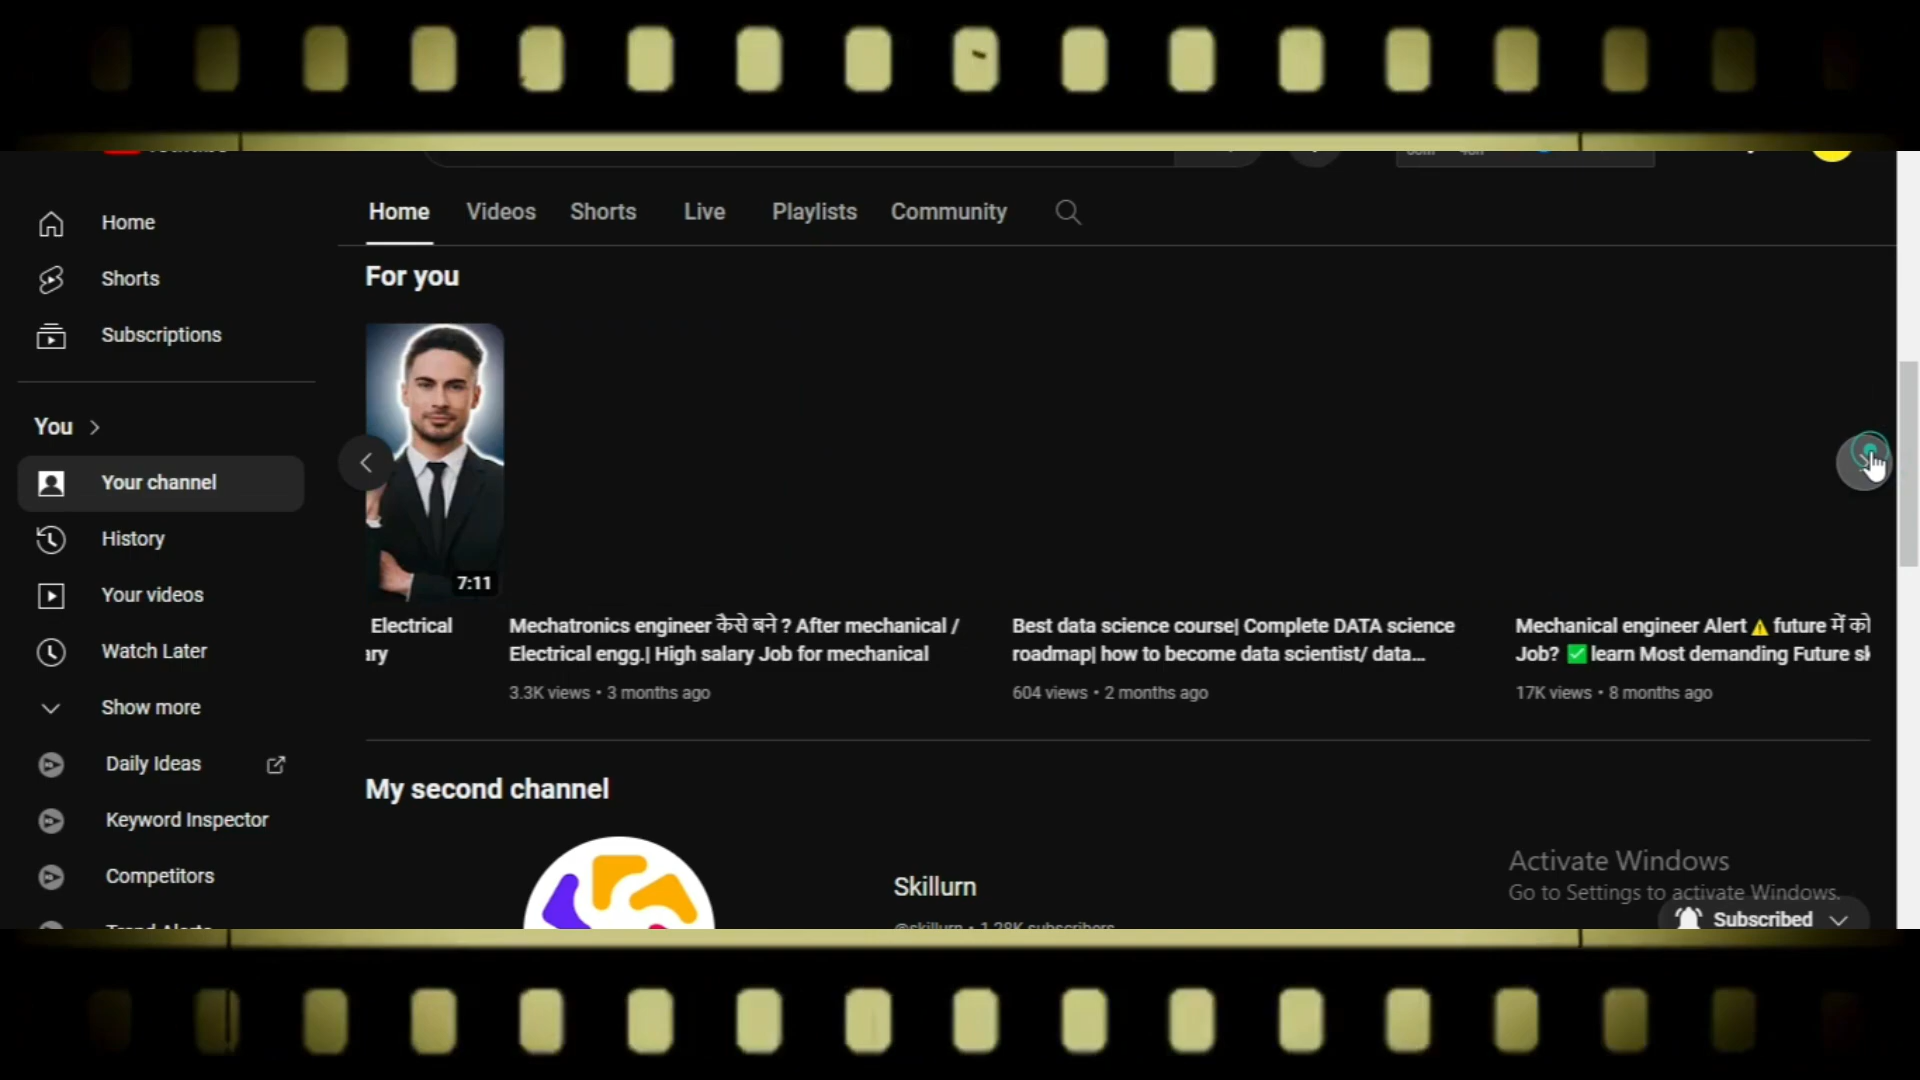 Home
Videos
Shorts
Live
Playlists
Community
Home
Shorts
Subscriptions
You
Your channel
History
Your videos
Watch Later
Show more
Daily Ideas
Keyword Inspector
Competitors
For you
7:11
Electrical
Mechatronics engineer कैसे बने ? After mechanical /
Electrical engg.| High salary Job for mechanical
3.3K views • 3 months ago
Best data science course| Complete DATA science
roadmap| how to become data scientist/ data...
604 views • 2 months ago
Mechanical engineer Alert⚠️future में
Job? ✅learn Most demanding Future
17K views • 8 months ago
My second channel
Skillurn
@skillurn • 1.28K subscribers
Activate Windows
Go to Settings to activate Windows.
Subscribed